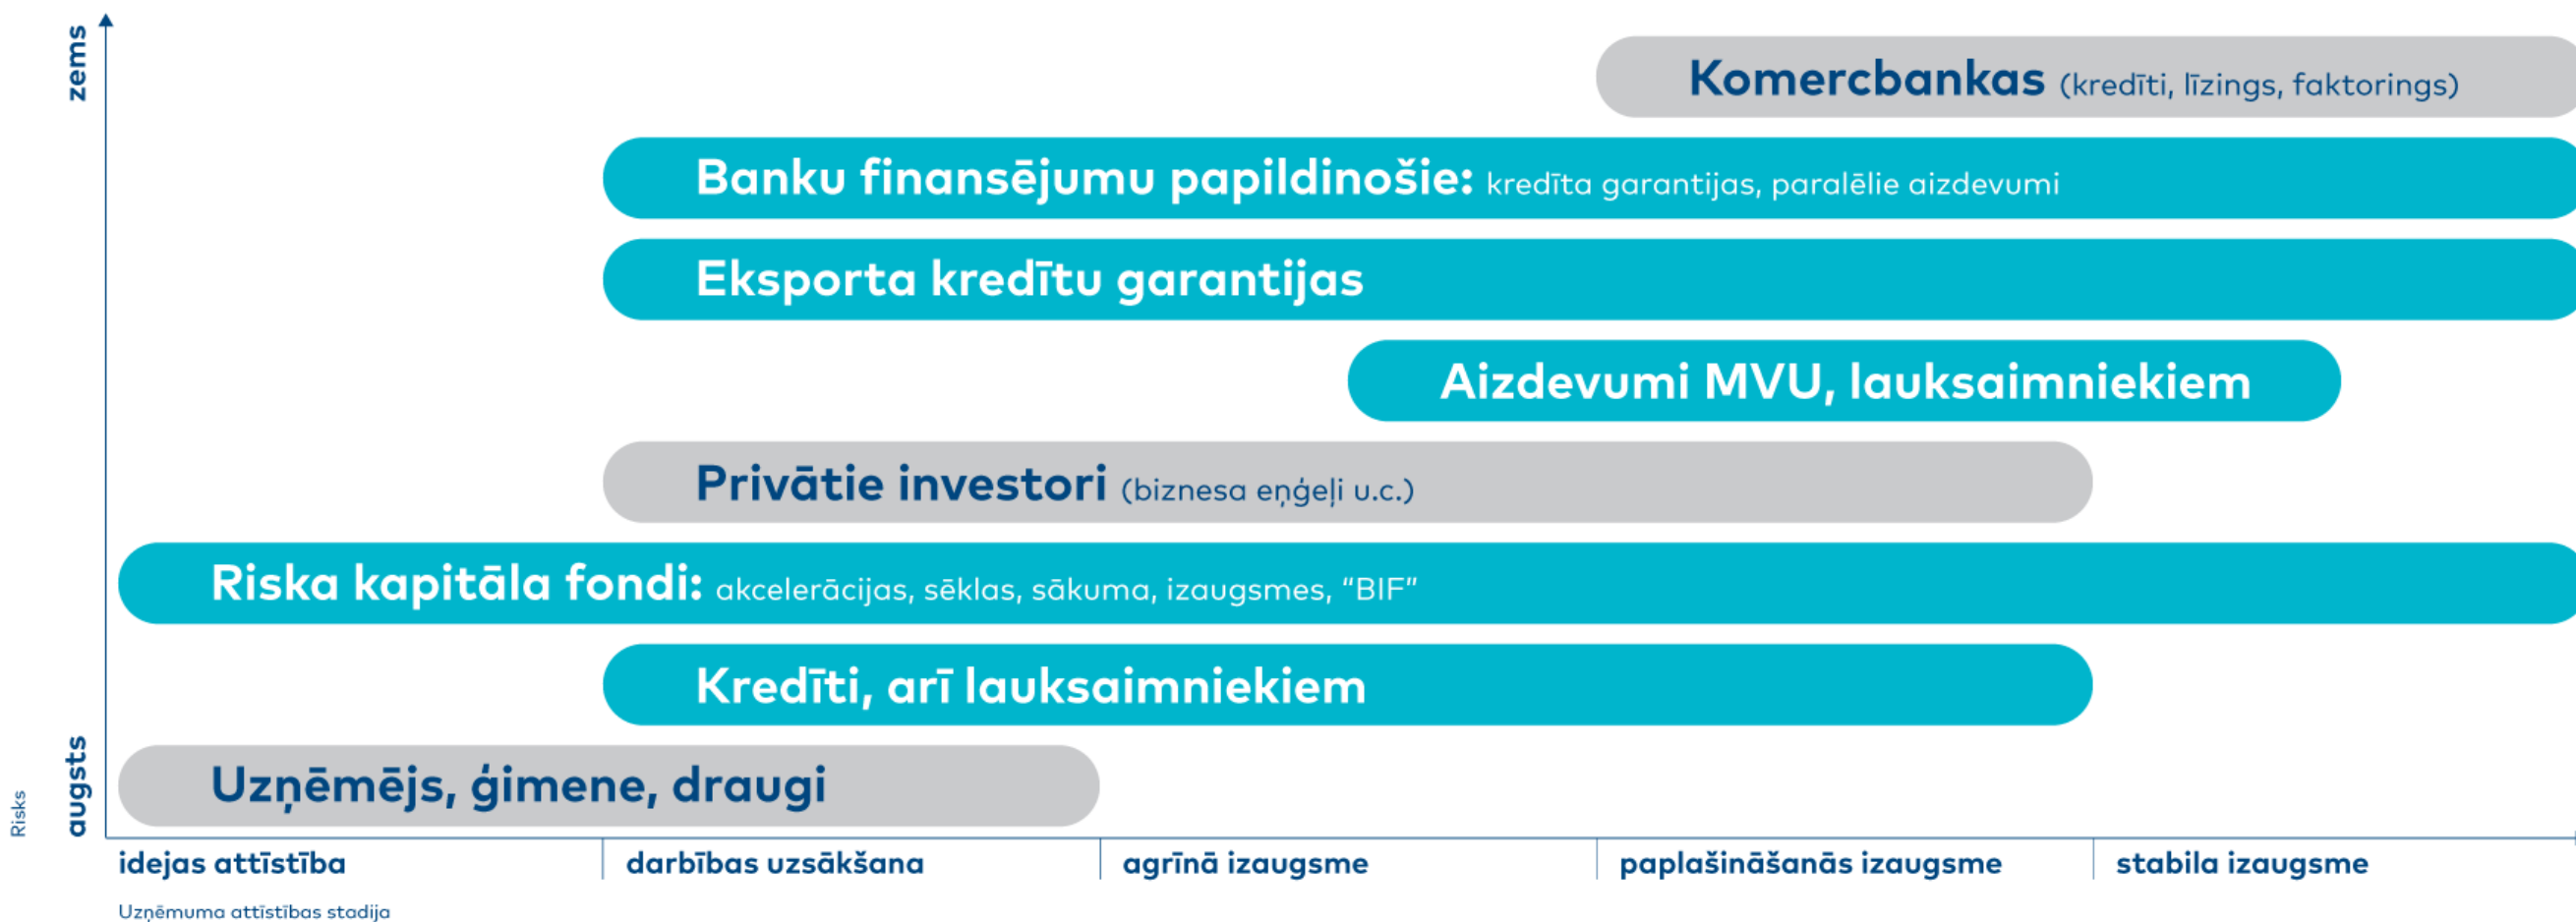 zems
Komercbankas (kredīti, līzings, faktorings)
Banku finansējumu papildinošie: kredīta garantijas, paralēlie aizdevumi
Eksporta kredītu garantijas
Aizdevumi MVU, lauksaimniekiem
Privātie investori (biznesa eņģeļi u.c.)
Riska kapitāla fondi: akcelerācijas, sēklas, sākuma, izaugsmes, “BIF”
Kredīti, arī lauksaimniekiem
Uzņēmējs, ģimene, draugi
augsts
Risks
idejas attīstība
darbības uzsākšana
agrīnā izaugsme
paplašināšanās izaugsme
stabila izaugsme
Uzņēmuma attīstības stadija